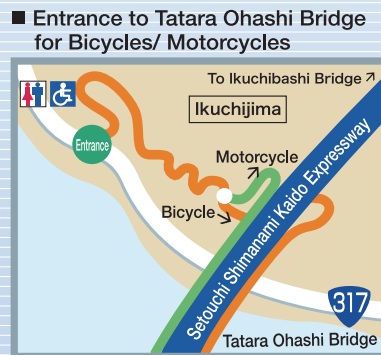 ■ Entrance to Tatara Ohashi Bridge
for Bicycles/ Motorcycles
To Ikuchibashi Bridge ↗
Ikuchijima
Entrance
Motorcycle
Bicycle
Setouchi Shimanami Kaido Expressway
317
Tatara Ohashi Bridge